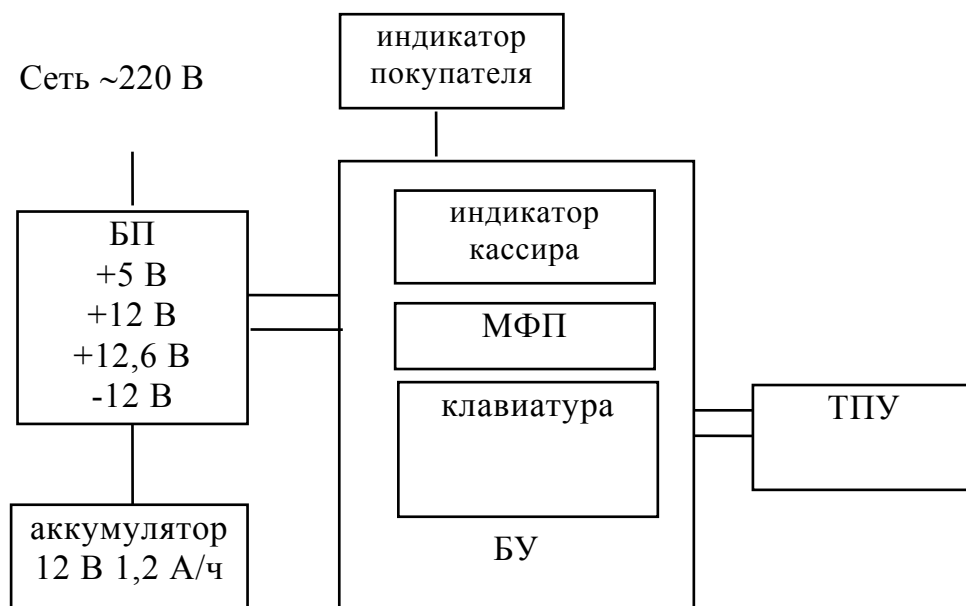 индикатор
покупателя
Сеть ~220 В
БП
+5 В
+12 В
+12,6 В
-12 В
индикатор
кассира
МФП
клавиатура
БУ
ТПУ
аккумулятор
12 В 1,2 А/ч